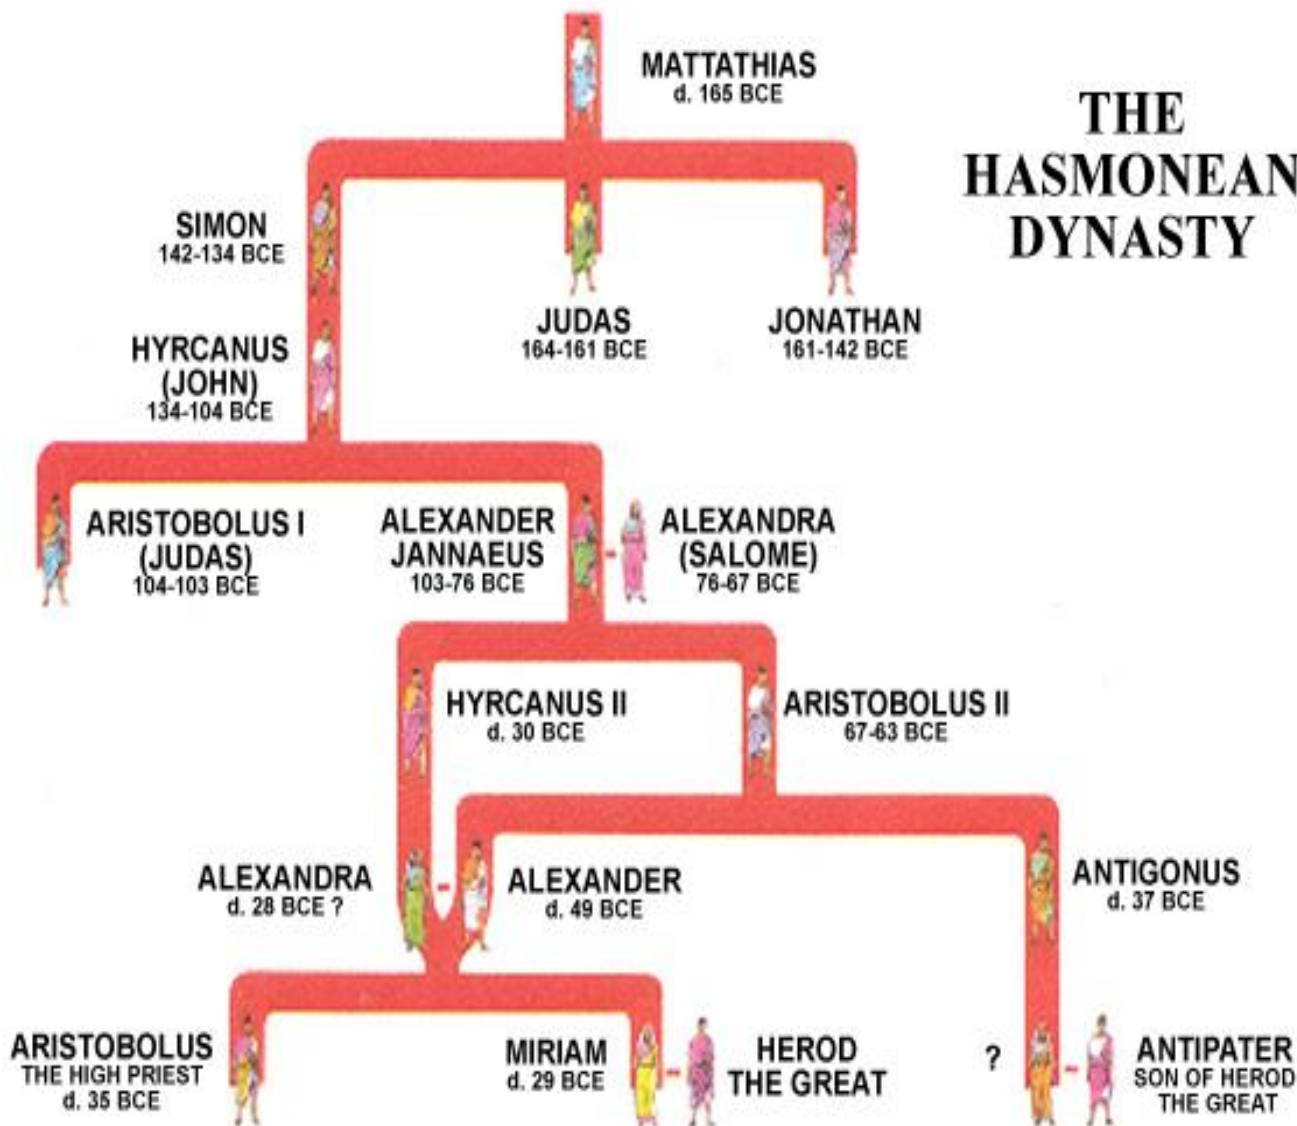 MATTATHIAS
d. 165 BCE
THE
HASMONEAN
DYNASTY
SIMON
142-134 BCE
JUDAS
164-161 BCE
JONATHAN
161-142 BCE
HYRCANUS
(JOHN)
134-104 BCE
ARISTOBOLUS I
(JUDAS)
104-103 BCE
ALEXANDER
JANNAEUS
103-76 BCE
ALEXANDRA
(SALOME)
76-67 BCE
HYRCANUS II
d. 30 BCE
ARISTOBOLUS II
67-63 BCE
ALEXANDRA
d. 28 BCE ?
ALEXANDER
d. 49 BCE
ANTIGONUS
d. 37 BCE
ARISTOBOLUS
THE HIGH PRIEST
d. 35 BCE
MIRIAM
d. 29 BCE
HEROD
THE GREAT
?
ANTIPATER
SON OF HEROD
THE GREAT